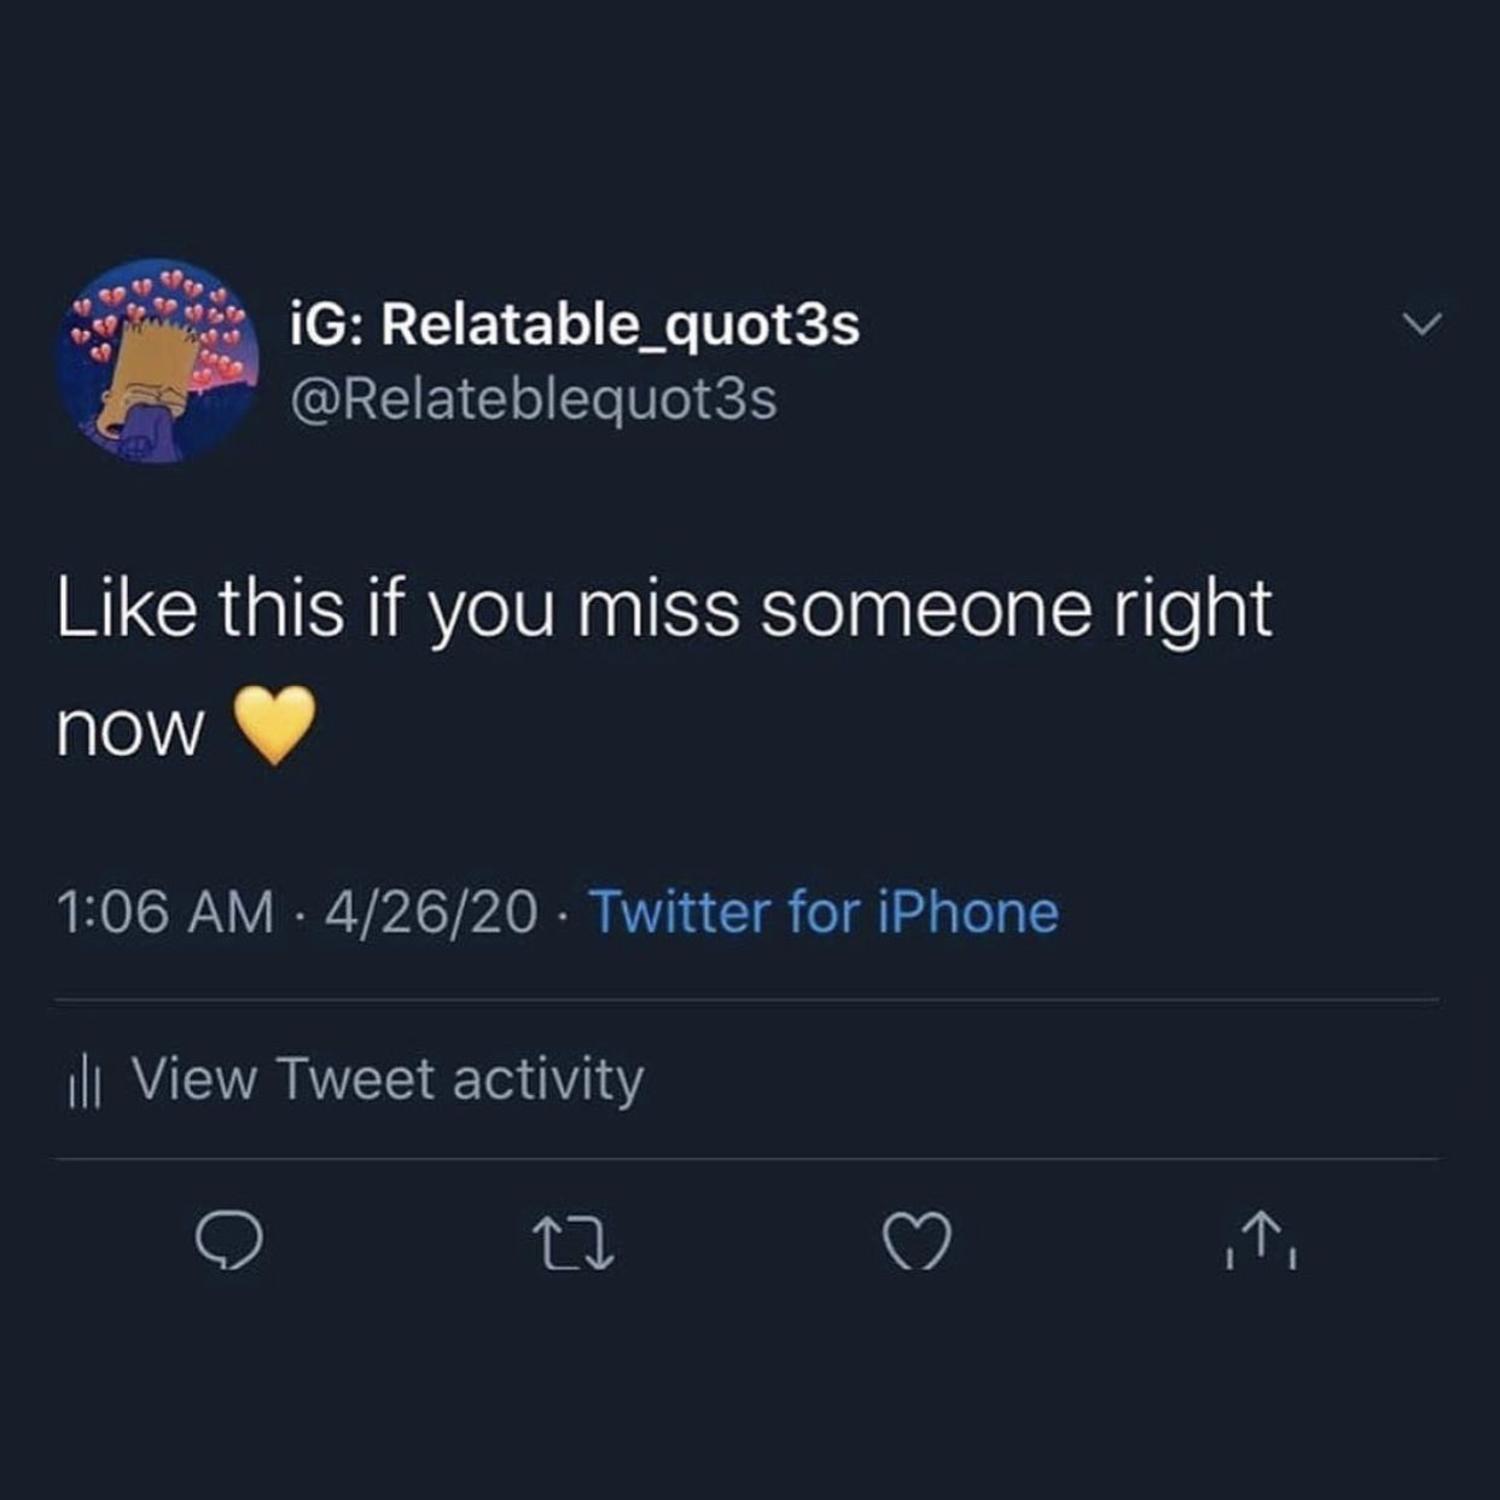 iG: Relatable_quot3s
@Relateblequot3s
Like this if you miss someone right
now 💛
1:06 AM · 4/26/20 · Twitter for iPhone
View Tweet activity